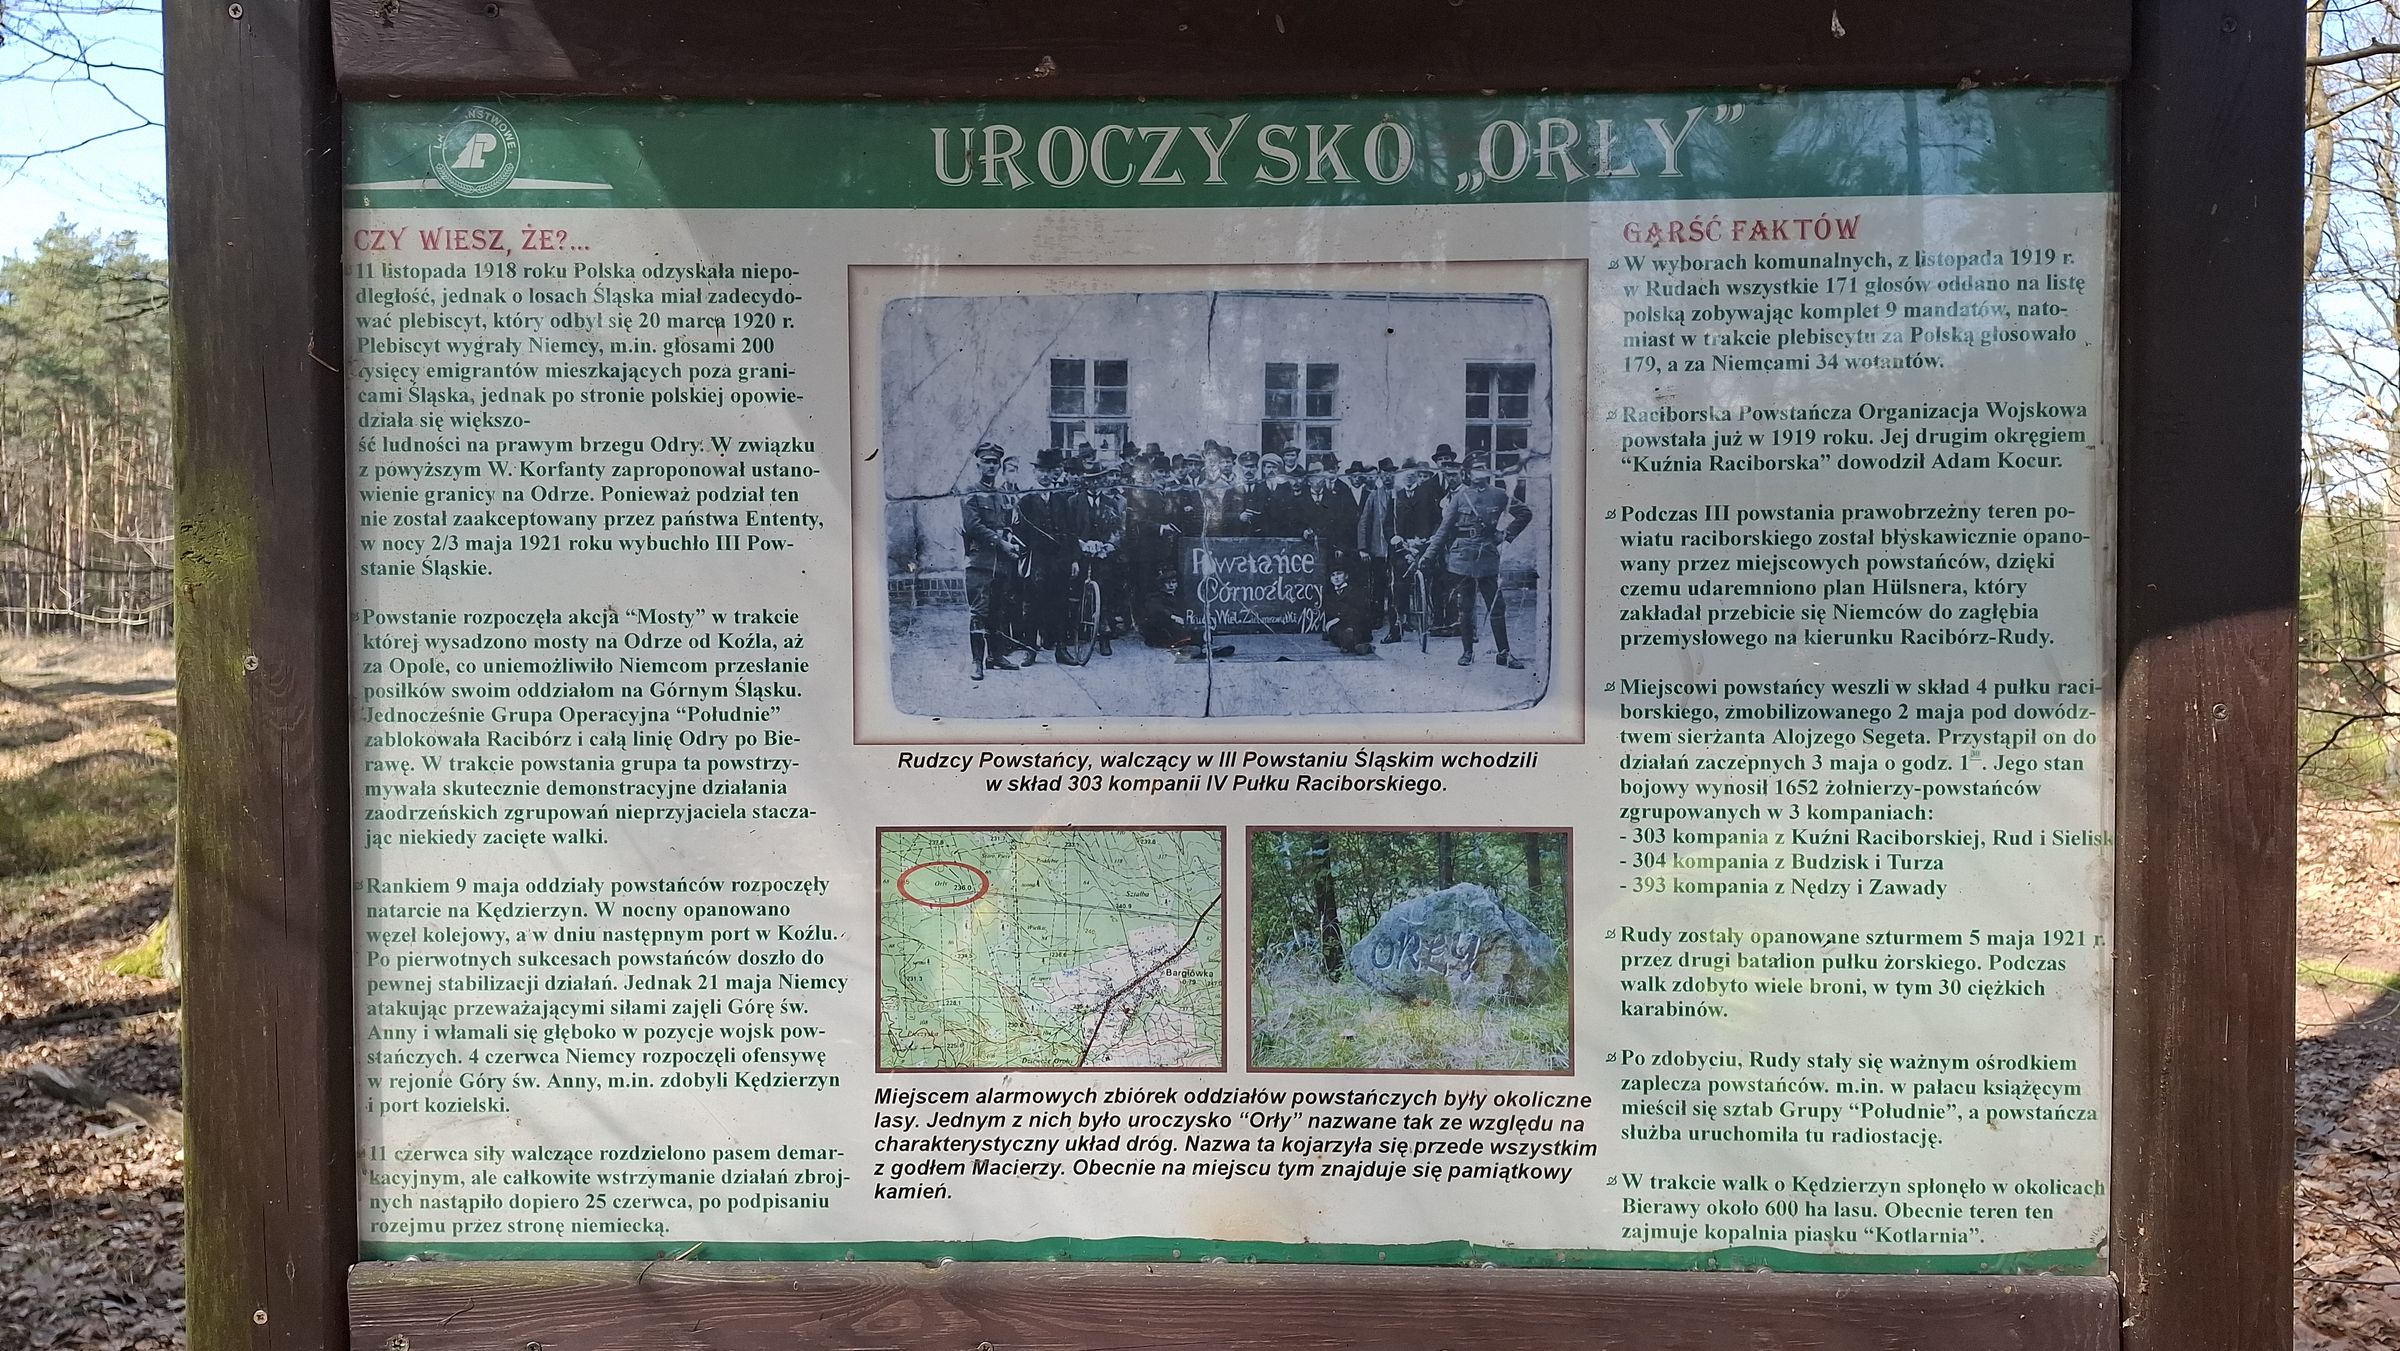 LASY PAŃSTWOWE
UROCZYSKO „ORŁY”
CZY WIESZ, ŻE?...
11 listopada 1918 roku Polska odzyskała niepo-
dległość, jednak o losach Śląska miał zadecydo-
wać plebiscyt, który odbył się 20 marca 1920 r.
Plebiscyt wygrały Niemcy, m.in. głosami 200
tysięcy emigrantów mieszkających poza grani-
cami Śląska, jednak po stronie polskiej opowie-
działa się większo-
ść ludności na prawym brzegu Odry. W związku
z powyższym W. Korfanty zaproponował ustano-
wienie granicy na Odrze. Ponieważ podział ten
nie został zaakceptowany przez państwa Ententy,
w nocy 2/3 maja 1921 roku wybuchło III Pow-
stanie Śląskie.
Powstanie rozpoczęła akcja “Mosty” w trakcie
której wysadzono mosty na Odrze od Koźla, aż
za Opole, co uniemożliwiło Niemcom przesłanie
posiłków swoim oddziałom na Górnym Śląsku.
Jednocześnie Grupa Operacyjna “Południe”
zablokowała Racibórz i całą linię Odry po Bie-
rawę. W trakcie powstania grupa ta powstrzy-
mywała skutecznie demonstracyjne działania
zaodrzeńskich zgrupowań nieprzyjaciela stacza-
jąc niekiedy zacięte walki.
Rankiem 9 maja oddziały powstańców rozpoczęły
natarcie na Kędzierzyn. W nocny opanowano
węzeł kolejowy, a w dniu następnym port w Koźlu.
Po pierwotnych sukcesach powstańców doszło do
pewnej stabilizacji działań. Jednak 21 maja Niemcy
atakując przeważającymi siłami zajęli Górę św.
Anny i włamali się głęboko w pozycje wojsk pow-
stańczych. 4 czerwca Niemcy rozpoczęli ofensywę
w rejonie Góry św. Anny, m.in. zdobyli Kędzierzyn
i port kozielski.
11 czerwca siły walczące rozdzielono pasem demar-
kacyjnym, ale całkowite wstrzymanie działań zbroj-
nych nastąpiło dopiero 25 czerwca, po podpisaniu
rozejmu przez stronę niemiecką.
Powstańce
Górnoślązcy
Rudy Wiel. 1921
Rudzcy Powstańcy, walczący w III Powstaniu Śląskim wchodzili
w skład 303 kompanii IV Pułku Raciborskiego.
Orły
236.0
Szlałba
Wielkie
240.9
Bargłówka
ORŁY
Miejscem alarmowych zbiórek oddziałów powstańczych były okoliczne
lasy. Jednym z nich było uroczysko “Orły” nazwane tak ze względu na
charakterystyczny układ dróg. Nazwa ta kojarzyła się przede wszystkim
z godłem Macierzy. Obecnie na miejscu tym znajduje się pamiątkowy
kamień.
GARŚĆ FAKTÓW
W wyborach komunalnych, z listopada 1919 r.
w Rudach wszystkie 171 głosów oddano na listę
polską zobywając komplet 9 mandatów, nato-
miast w trakcie plebiscytu za Polską głosowało
179, a za Niemcami 34 wotantów.
Raciborska Powstańcza Organizacja Wojskowa
powstała już w 1919 roku. Jej drugim okręgiem
“Kuźnia Raciborska” dowodził Adam Kocur.
Podczas III powstania prawobrzeżny teren po-
wiatu raciborskiego został błyskawicznie opano-
wany przez miejscowych powstańców, dzięki
czemu udaremniono plan Hülsnera, który
zakładał przebicie się Niemców do zagłębia
przemysłowego na kierunku Racibórz-Rudy.
Miejscowi powstańcy weszli w skład 4 pułku raci-
borskiego, zmobilizowanego 2 maja pod dowódz-
twem sierżanta Alojzego Segeta. Przystąpił on do
działań zaczepnych 3 maja o godz. 1³⁰. Jego stan
bojowy wynosił 1652 żołnierzy-powstańców
zgrupowanych w 3 kompaniach:
- 303 kompania z Kuźni Raciborskiej, Rud i Sielisk
- 304 kompania z Budzisk i Turza
- 393 kompania z Nędzy i Zawady
Rudy zostały opanowane szturmem 5 maja 1921 r.
przez drugi batalion pułku żorskiego. Podczas
walk zdobyto wiele broni, w tym 30 ciężkich
karabinów.
Po zdobyciu, Rudy stały się ważnym ośrodkiem
zaplecza powstańców. m.in. w pałacu książęcym
mieścił się sztab Grupy “Południe”, a powstańcza
służba uruchomiła tu radiostację.
W trakcie walk o Kędzierzyn spłonęło w okolicach
Bierawy około 600 ha lasu. Obecnie teren ten
zajmuje kopalnia piasku “Kotlarnia”.